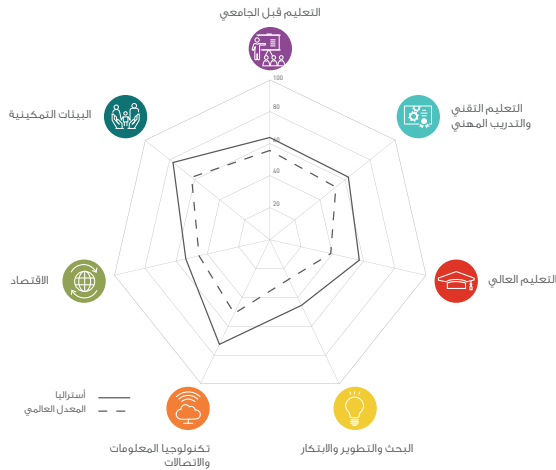 التعليم قبل الجامعي
التعليم التقني
والتدريب المهني
البيئات التمكينية
100
80
60
40
20
الاقتصاد
التعليم العالي
أستراليا
المعدل العالمي
تكنولوجيا المعلومات
والاتصالات
البحث والتطوير والابتكار